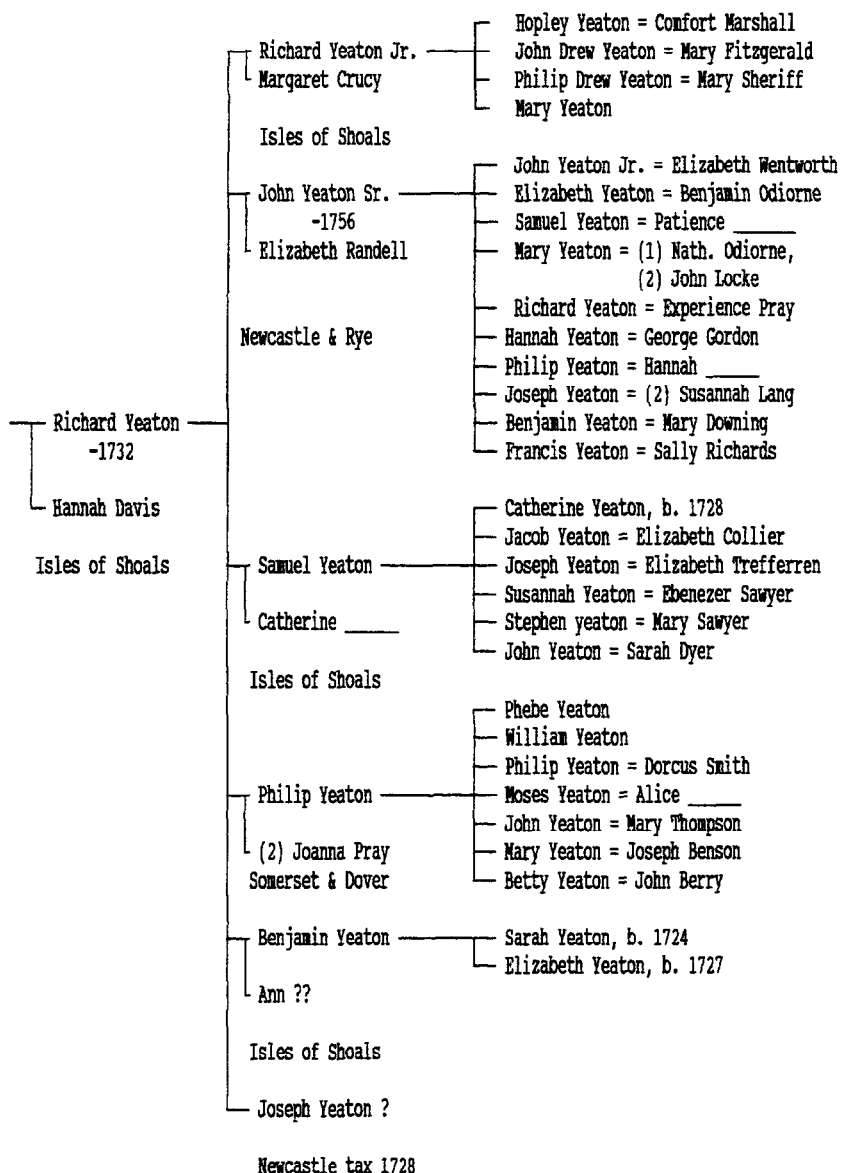 Hopley Yeaton = Comfort Marshall
Richard Yeaton Jr. John Drew Yeaton = Mary Fitzgerald
Margaret Crucy Philip Drew Yeaton = Mary Sheriff
Mary Yeaton
Isles of Shoals
John Yeaton Jr. = Elizabeth Wentworth
John Yeaton Sr. Elizabeth Yeaton = Benjamin Odiorne
-1756 Samuel Yeaton = Patience ______
Elizabeth Randell Mary Yeaton = (1) Nath. Odiorne,
(2) John Locke
Richard Yeaton = Experience Pray
Newcastle & Rye Hannah Yeaton = George Gordon
Philip Yeaton = Hannah _____
Joseph Yeaton = (2) Susannah Lang
Richard Yeaton Benjamin Yeaton = Mary Downing
-1732 Francis Yeaton = Sally Richards
Hannah Davis Catherine Yeaton, b. 1728
Jacob Yeaton = Elizabeth Collier
Isles of Shoals Samuel Yeaton Joseph Yeaton = Elizabeth Trefferren
Susannah Yeaton = Ebenezer Sawyer
Catherine _____ Stephen yeaton = Mary Sawyer
John Yeaton = Sarah Dyer
Isles of Shoals
Phebe Yeaton
William Yeaton
Philip Yeaton = Dorcus Smith
Philip Yeaton Moses Yeaton = Alice _____
John Yeaton = Mary Thompson
(2) Joanna Pray Mary Yeaton = Joseph Benson
Somerset & Dover Betty Yeaton = John Berry
Benjamin Yeaton Sarah Yeaton, b. 1724
Elizabeth Yeaton, b. 1727
Ann ??
Isles of Shoals
Joseph Yeaton ?
Newcastle tax 1728